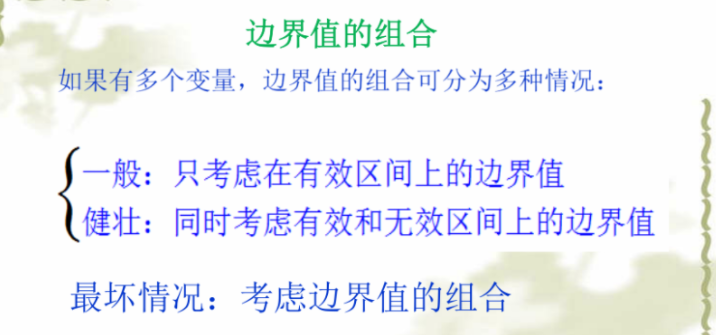 边界值的组合
如果有多个变量，边界值的组合可分为多种情况：
一般：只考虑在有效区间上的边界值
健壮：同时考虑有效和无效区间上的边界值
最坏情况：考虑边界值的组合